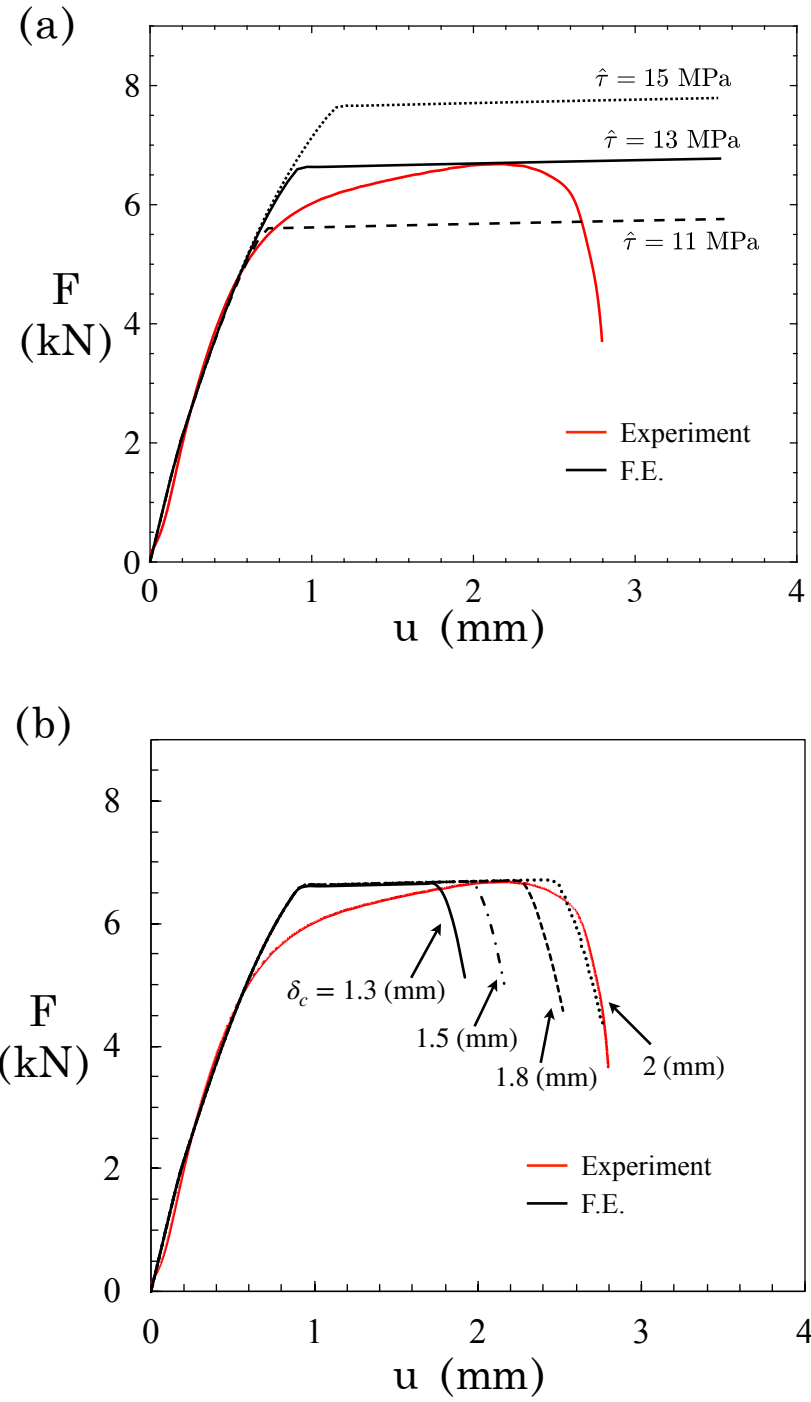 (a)
8
6
4
2
0
F
(kN)
τ̂ = 15 MPa
τ̂ = 13 MPa
τ̂ = 11 MPa
Experiment
F.E.
0 1 2 3 4
u (mm)
(b)
8
6
4
2
0
F
(kN)
δc = 1.3 (mm)
1.5 (mm)
1.8 (mm)
2 (mm)
Experiment
F.E.
0 1 2 3 4
u (mm)